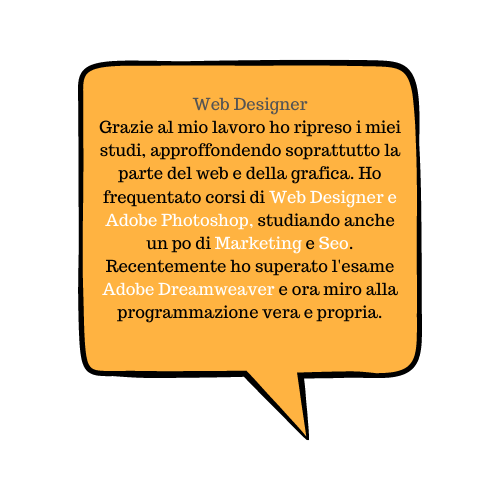 Web Designer
Grazie al mio lavoro ho ripreso i miei
studi, approffondendo soprattutto la
parte del web e della grafica. Ho
frequentato corsi di Web Designer e
Adobe Photoshop, studiando anche
un po di Marketing e Seo.
Recentemente ho superato l'esame
Adobe Dreamweaver e ora miro alla
programmazione vera e propria.